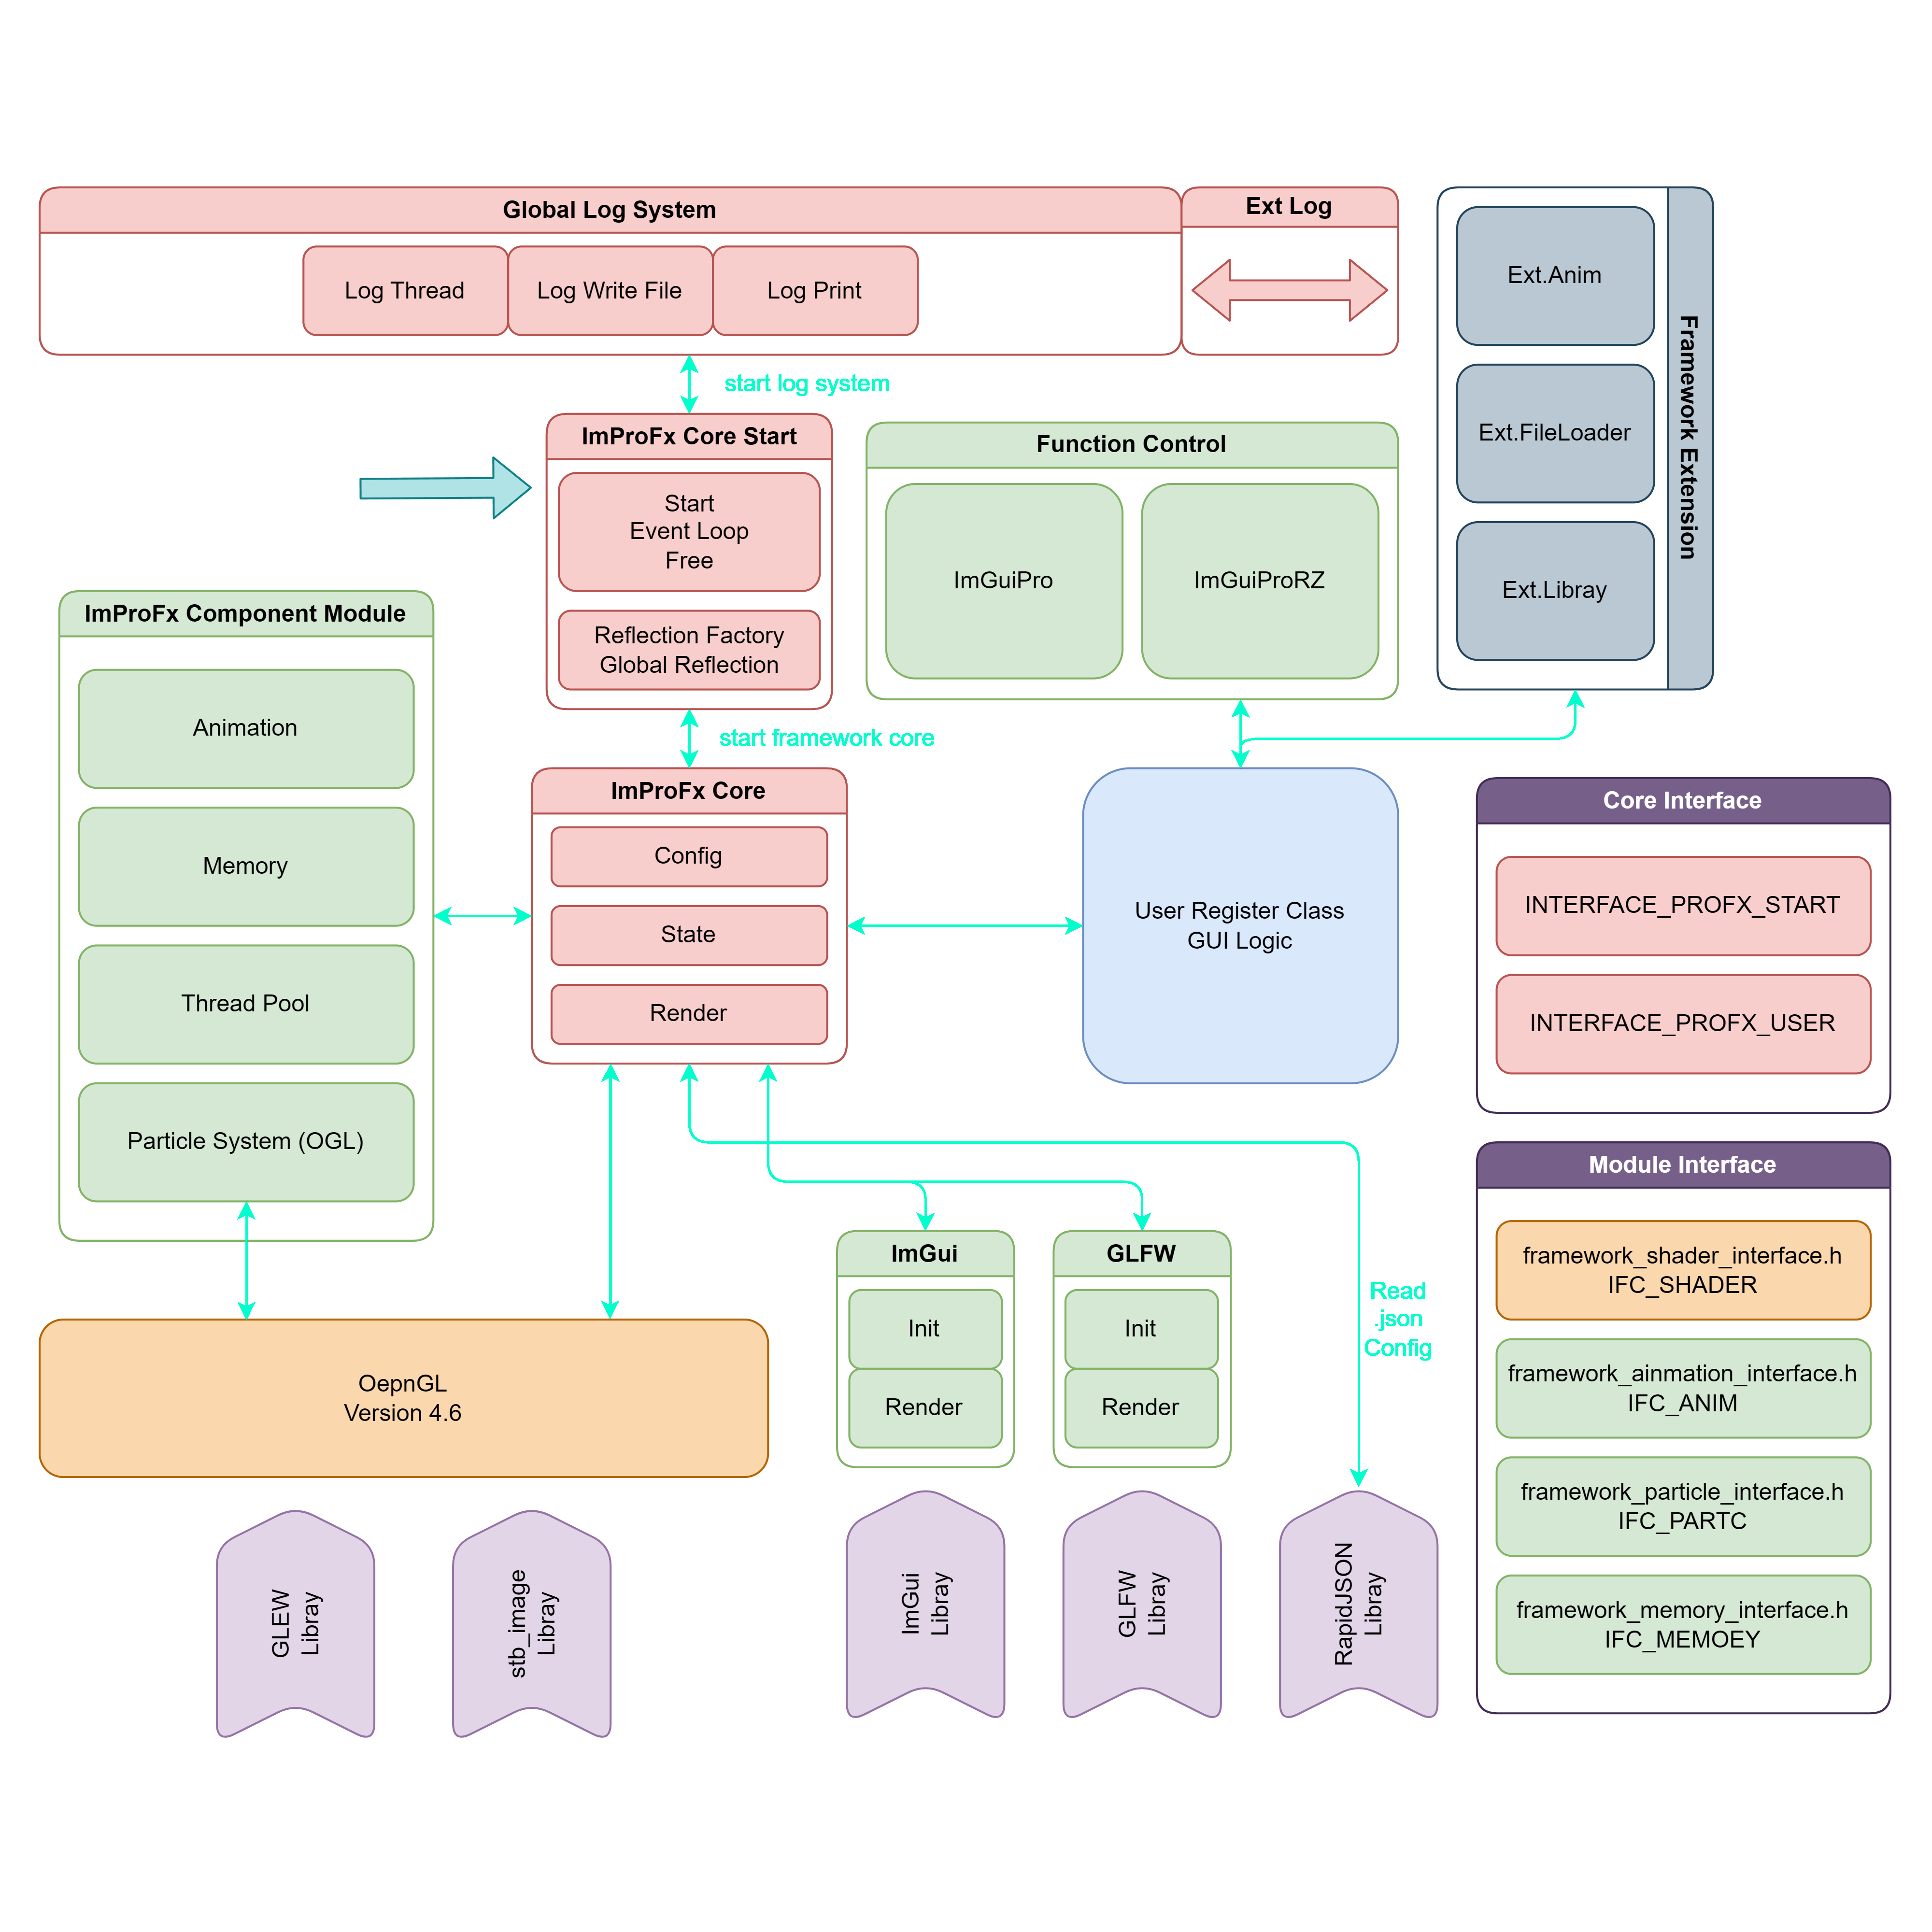 Global Log System
Ext Log
Log Thread
Log Write File
Log Print
start log system
ImProFx Core Start
Start
Event Loop
Free
Reflection Factory
Global Reflection
start framework core
Function Control
ImGuiPro
ImGuiProRZ
Framework Extension
Ext.Anim
Ext.FileLoader
Ext.Libray
ImProFx Component Module
Animation
Memory
Thread Pool
Particle System (OGL)
ImProFx Core
Config
State
Render
User Register Class
GUI Logic
Core Interface
INTERFACE_PROFX_START
INTERFACE_PROFX_USER
Module Interface
framework_shader_interface.h
IFC_SHADER
framework_ainmation_interface.h
IFC_ANIM
framework_particle_interface.h
IFC_PARTC
framework_memory_interface.h
IFC_MEMOEY
OepnGL
Version 4.6
ImGui
Init
Render
GLFW
Init
Render
Read
.json
Config
GLEW
Libray
stb_image
Libray
ImGui
Libray
GLFW
Libray
RapidJSON
Libray